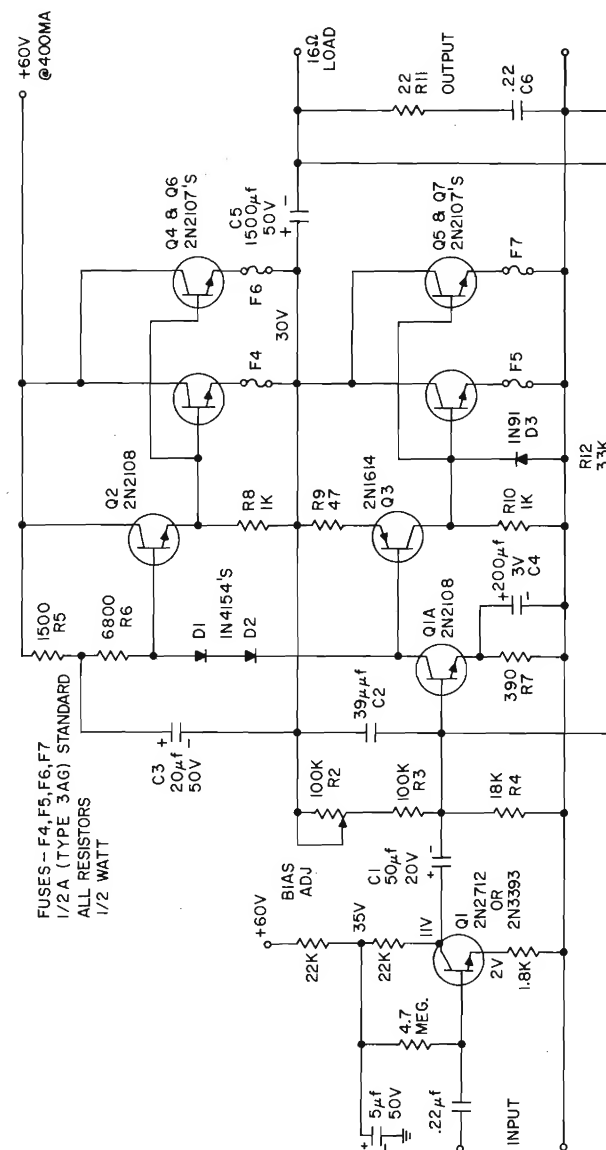 FUSES-F4,F5,F6,F7
1/2 A (TYPE 3AG) STANDARD
ALL RESISTORS
1/2 WATT
+60V
@400MA
1500
R5
6800
R6
Q2
2N2108
Q4 & Q6
2N2107'S
C3
20µf
50V
+
-
D1
1N4154'S
D2
R8
1K
F4
F6
30V
C5
1500µf
50V
+
-
16Ω
LOAD
BIAS
ADJ
100K
R2
39µµf
C2
R9
47
2N1614
Q3
Q5 & Q7
2N2107'S
22
R11
OUTPUT
.22
C6
+60V
22K
35V
22K
100K
R3
Q1A
2N2108
1N91
D3
F5
F7
5µf
50V
+
-
4.7
MEG.
11V
C1
50µf
20V
+
-
18K
R4
390
R7
+200µf
3V
-
C4
R10
1K
R12
33K
.22µf
2V
Q1
2N2712
OR
2N3393
1.8K
INPUT